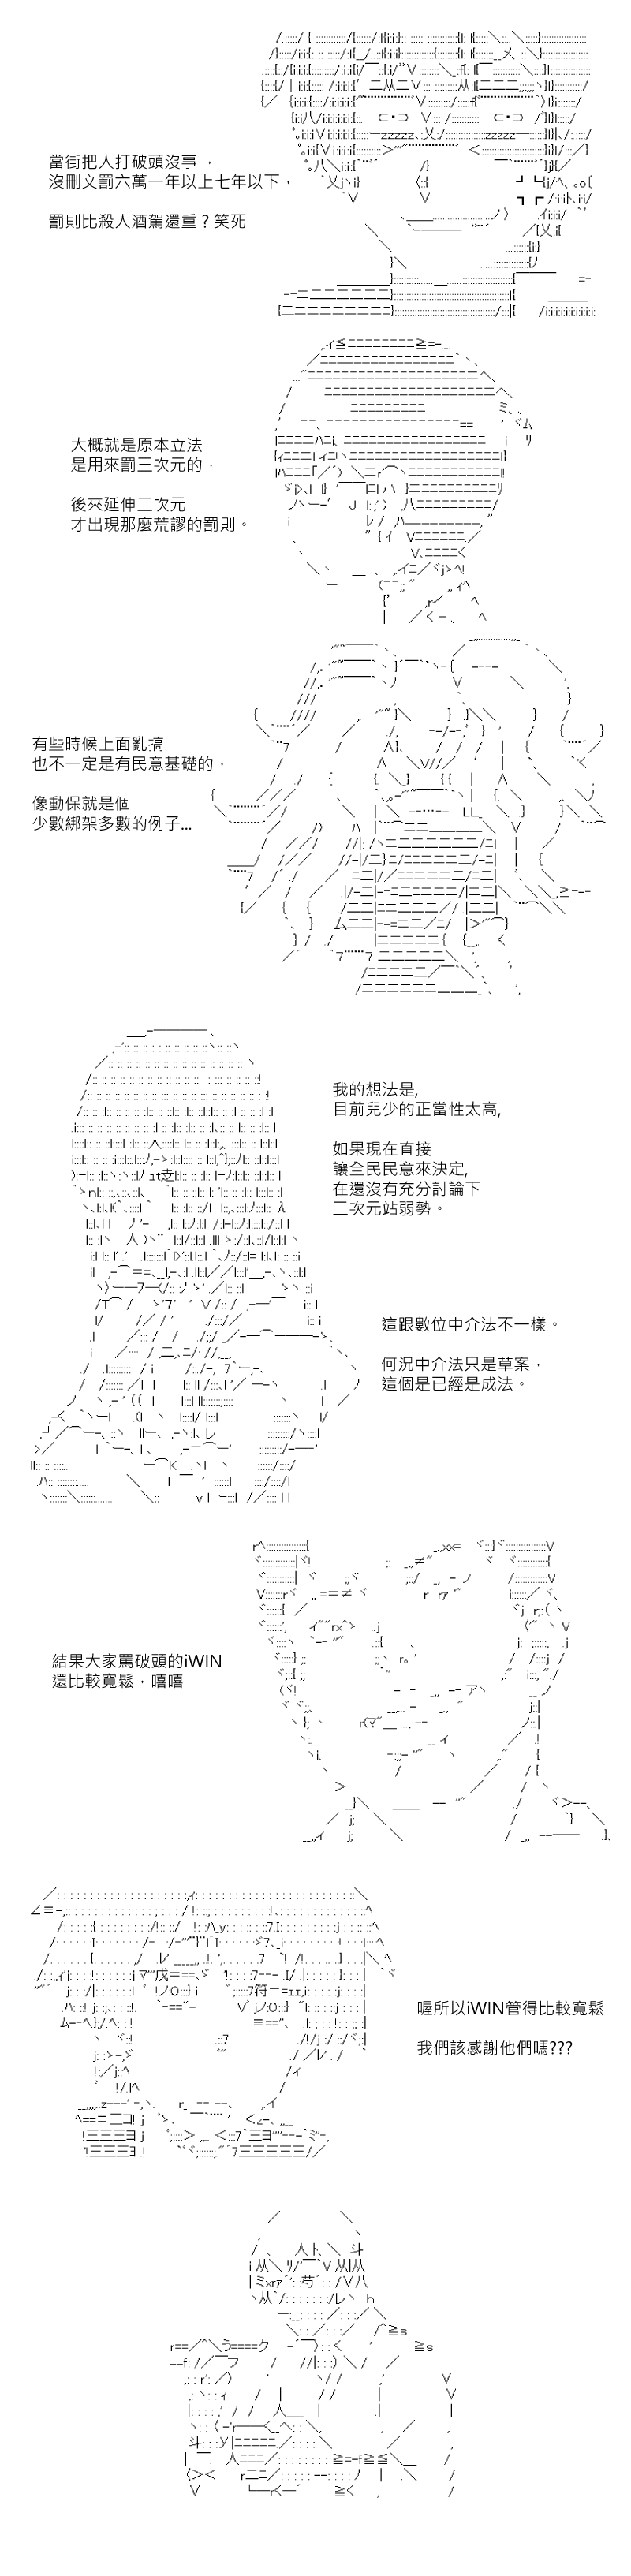 當街把人打破頭沒事，
沒刪文罰六萬一年以上七年以下，
罰則比殺人酒駕還重？笑死
大概就是原本立法
是用來罰三次元的，
後來延伸二次元
才出現那麼荒謬的罰則。
有些時候上面亂搞
也不一定是有民意基礎的，
像動保就是個
少數綁架多數的例子...
我的想法是,
目前兒少的正當性太高,
如果現在直接
讓全民民意來決定,
在還沒有充分討論下
二次元站弱勢。
這跟數位中介法不一樣。
何況中介法只是草案，
這個是已經是成法。
結果大家罵破頭的iWIN
還比較寬鬆，嘻嘻
喔所以iWIN管得比較寬鬆
我們該感謝他們嗎???